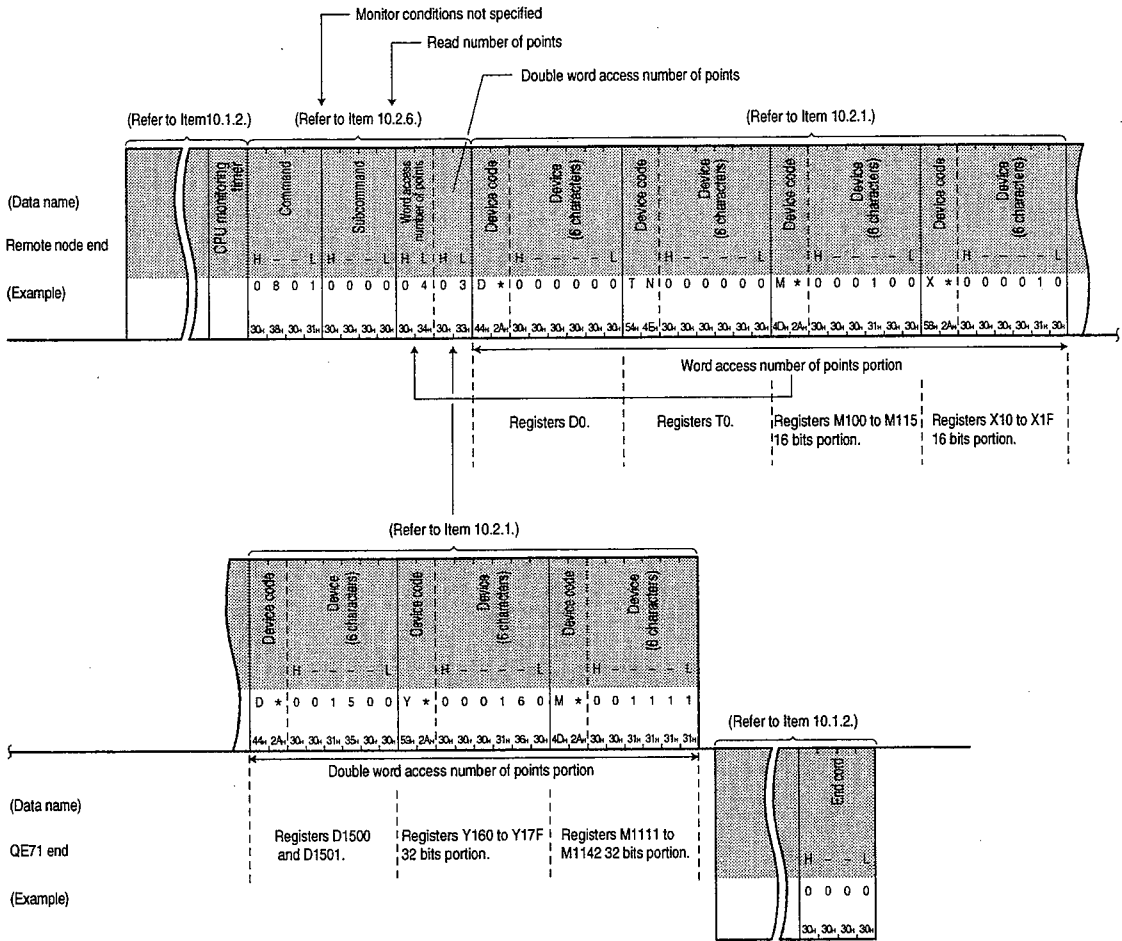 Monitor conditions not specified
Read number of points
Double word access number of points
(Refer to Item10.1.2.) (Refer to Item 10.2.6.) (Refer to Item 10.2.1.)
(Data name)
Remote node end
(Example)
CPU monitoring timer
Command
Subcommand
Word access number of points
Device code
Device (6 characters)
Device code
Device (6 characters)
Device code
Device (6 characters)
Device code
Device (6 characters)
H - - L H - - L H L H L H - - - - L H - - - - L H - - - - L H - - - - L
0 8 0 1 0 0 0 0 0 4 0 3 D * 0 0 0 0 0 0 T N 0 0 0 0 0 0 M * 0 0 0 1 0 0 X * 0 0 0 0 1 0
30H 38H 30H 31H 30H 30H 30H 30H 30H 34H 30H 33H 44H 2AH 30H 30H 30H 30H 30H 30H 54H 4EH 30H 30H 30H 30H 30H 30H 4DH 2AH 30H 30H 30H 31H 30H 30H 58H 2AH 30H 30H 30H 30H 31H 30H
Word access number of points portion
Registers D0. Registers T0. Registers M100 to M115 Registers X10 to X1F
16 bits portion. 16 bits portion.
(Refer to Item 10.2.1.)
Device code
Device (6 characters)
Device code
Device (6 characters)
Device code
Device (6 characters)
H - - - - L H - - - - L H - - - - L
D * 0 0 1 5 0 0 Y * 0 0 0 1 6 0 M * 0 0 1 1 1 1
44H 2AH 30H 30H 31H 35H 30H 30H 59H 2AH 30H 30H 30H 31H 36H 30H 4DH 2AH 30H 30H 31H 31H 31H 31H
Double word access number of points portion
(Refer to Item 10.1.2.)
(Data name)
QE71 end
(Example)
Registers D1500 Registers Y160 to Y17F Registers M1111 to
and D1501. 32 bits portion. M1142 32 bits portion.
End cord
H - - L
0 0 0 0
30H 30H 30H 30H